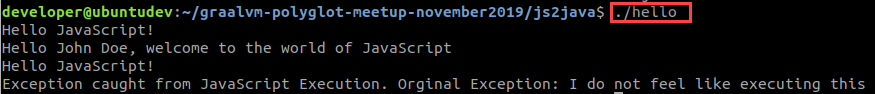 developer@ubuntudev:~/graalvm-polyglot-meetup-november2019/js2java$ ./hello
Hello JavaScript!
Hello John Doe, welcome to the world of JavaScript
Hello JavaScript!
Exception caught from JavaScript Execution. Orginal Exception: I do not feel like executing this